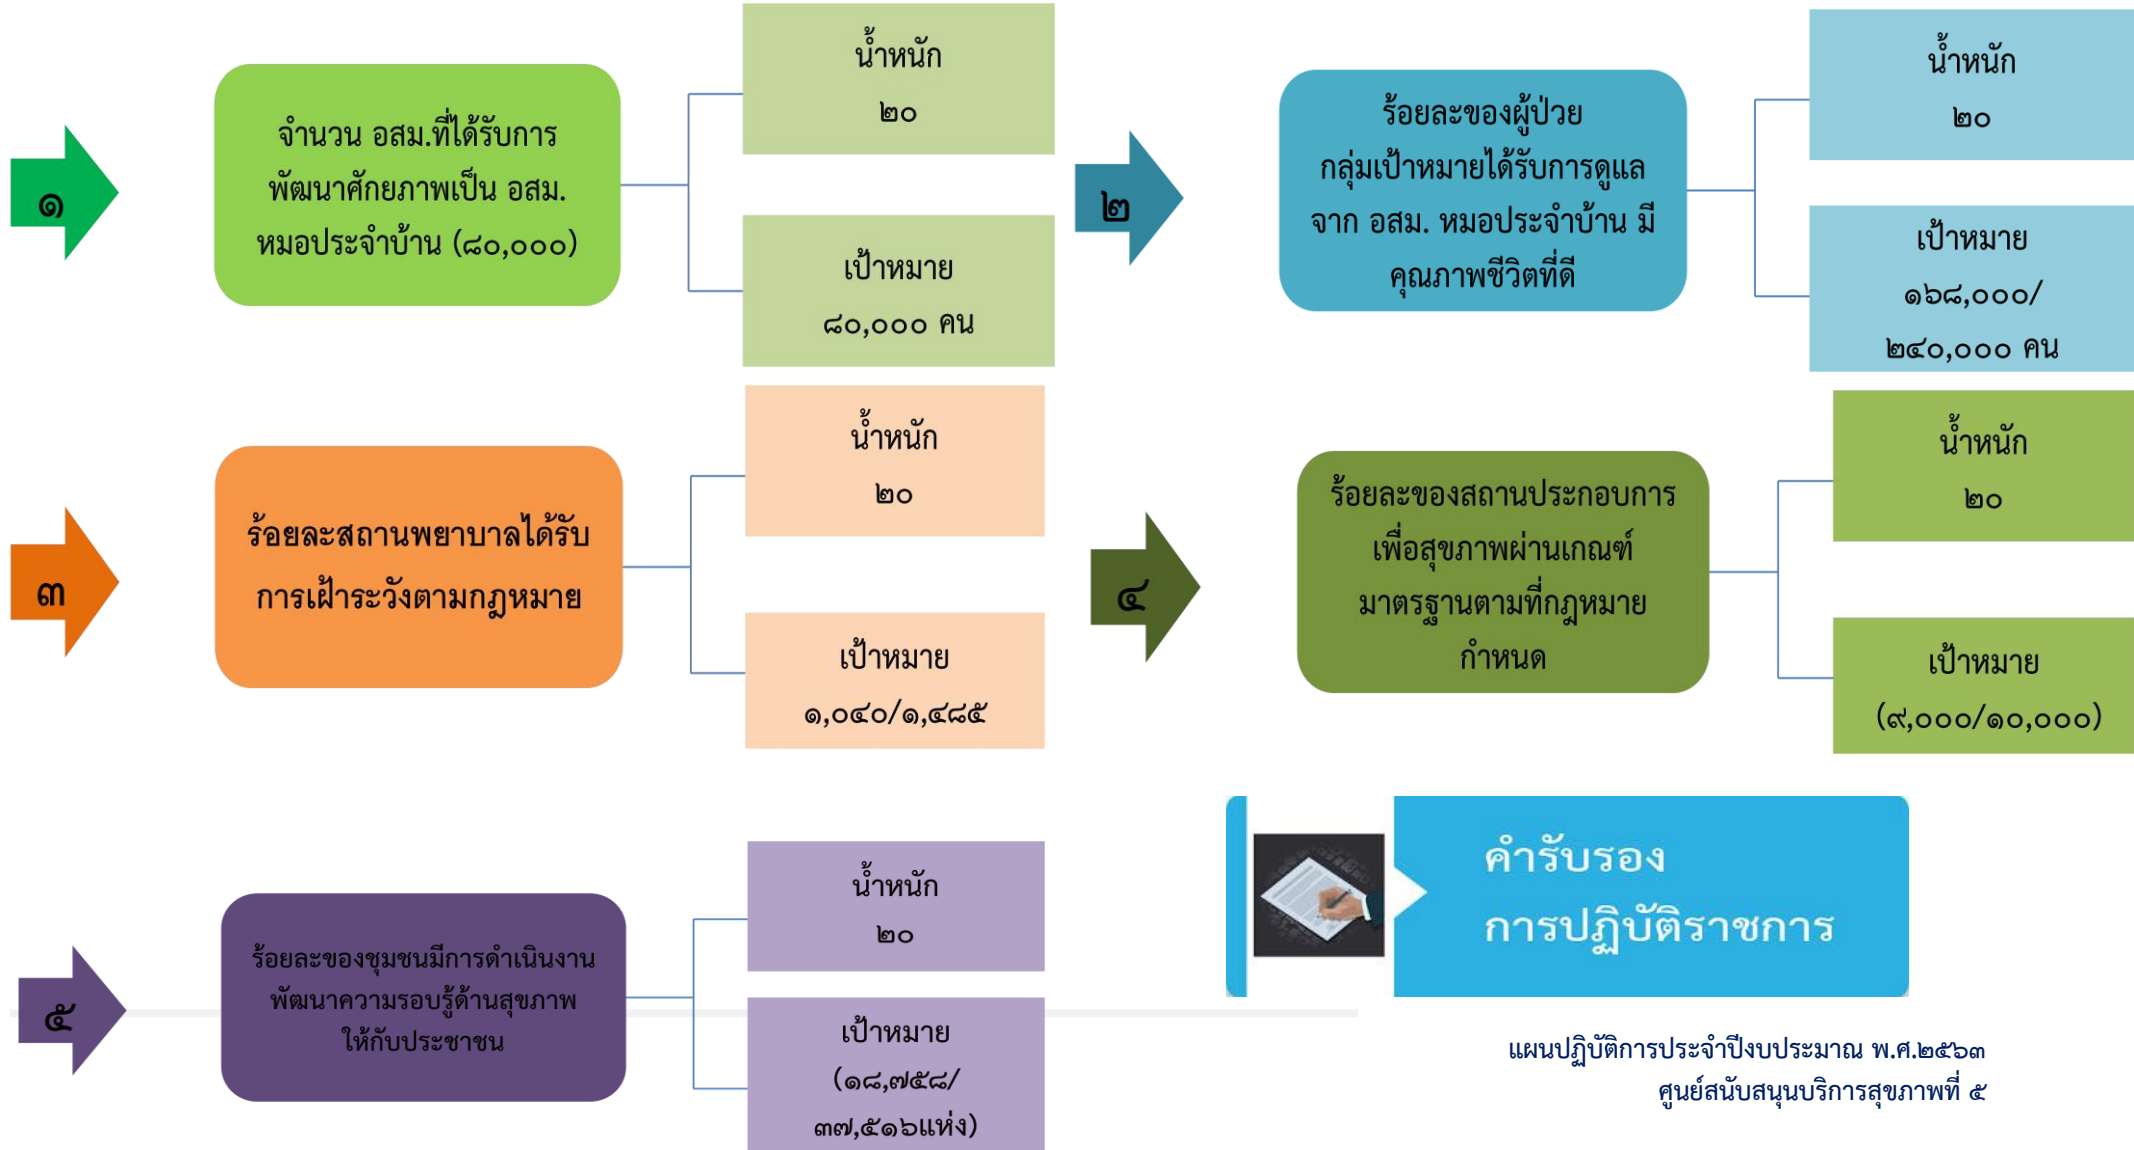 ๑
จำนวน อสม.ที่ได้รับการ
พัฒนาศักยภาพเป็น อสม.
หมอประจำบ้าน (๘๐,๐๐๐)
น้ำหนัก
๒๐
เป้าหมาย
๘๐,๐๐๐ คน
๒
ร้อยละของผู้ป่วย
กลุ่มเป้าหมายได้รับการดูแล
จาก อสม. หมอประจำบ้าน มี
คุณภาพชีวิตที่ดี
น้ำหนัก
๒๐
เป้าหมาย
๑๖๘,๐๐๐/
๒๔๐,๐๐๐ คน
๓
ร้อยละสถานพยาบาลได้รับ
การเฝ้าระวังตามกฎหมาย
น้ำหนัก
๒๐
เป้าหมาย
๑,๐๔๐/๑,๔๘๕
๔
ร้อยละของสถานประกอบการ
เพื่อสุขภาพผ่านเกณฑ์
มาตรฐานตามที่กฎหมาย
กำหนด
น้ำหนัก
๒๐
เป้าหมาย
(๙,๐๐๐/๑๐,๐๐๐)
๕
ร้อยละของชุมชนมีการดำเนินงาน
พัฒนาความรอบรู้ด้านสุขภาพ
ให้กับประชาชน
น้ำหนัก
๒๐
เป้าหมาย
(๑๘,๗๕๘/
๓๗,๕๑๖แห่ง)
คำรับรอง
การปฏิบัติราชการ
แผนปฏิบัติการประจำปีงบประมาณ พ.ศ.๒๕๖๓
ศูนย์สนับสนุนบริการสุขภาพที่ ๕